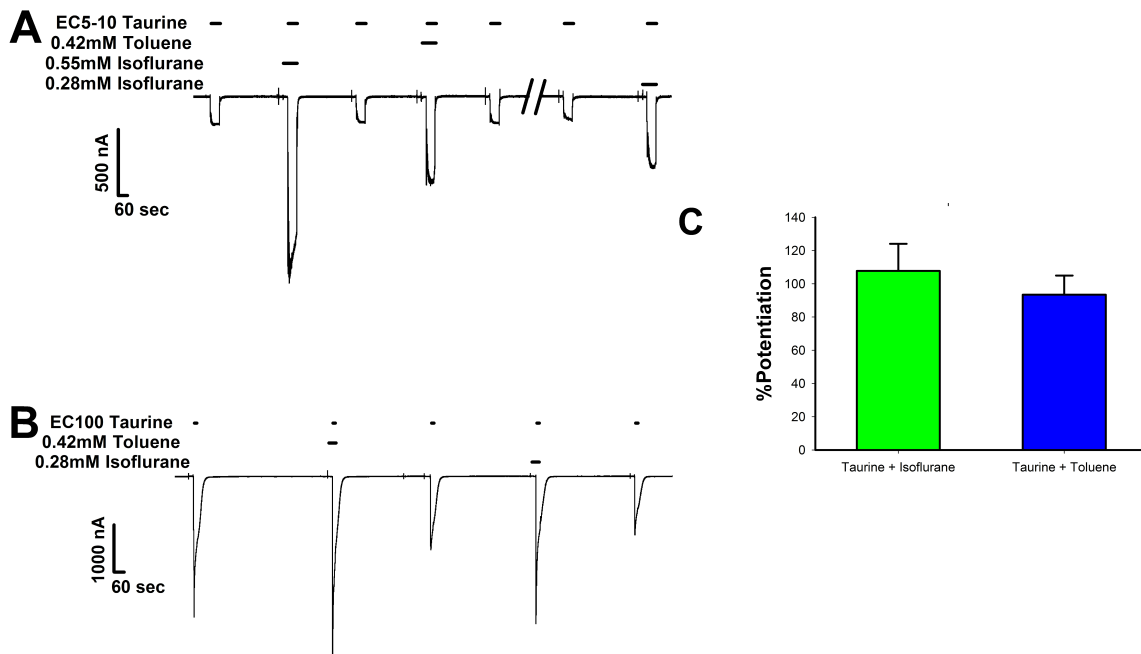 A
EC5-10 Taurine
0.42mM Toluene
0.55mM Isoflurane
0.28mM Isoflurane
500 nA
60 sec
B
EC100 Taurine
0.42mM Toluene
0.28mM Isoflurane
1000 nA
60 sec
C
%Potentiation
140
120
100
80
60
40
20
0
Taurine + Isoflurane
Taurine + Toluene